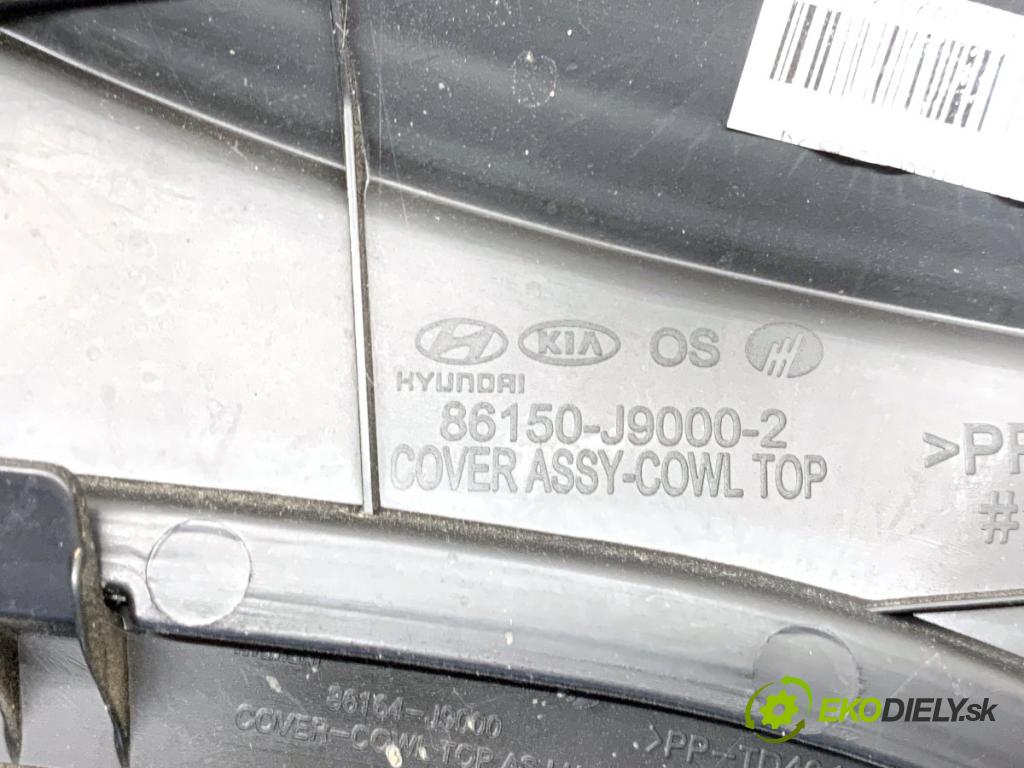 KIA OS
HYUNDAI
86150-J9000-2
COVER ASSY-COWL TOP
>PP
#
86154-J9000
COVER-COWL TOP
>PP-TD40
EKODIELY.sk